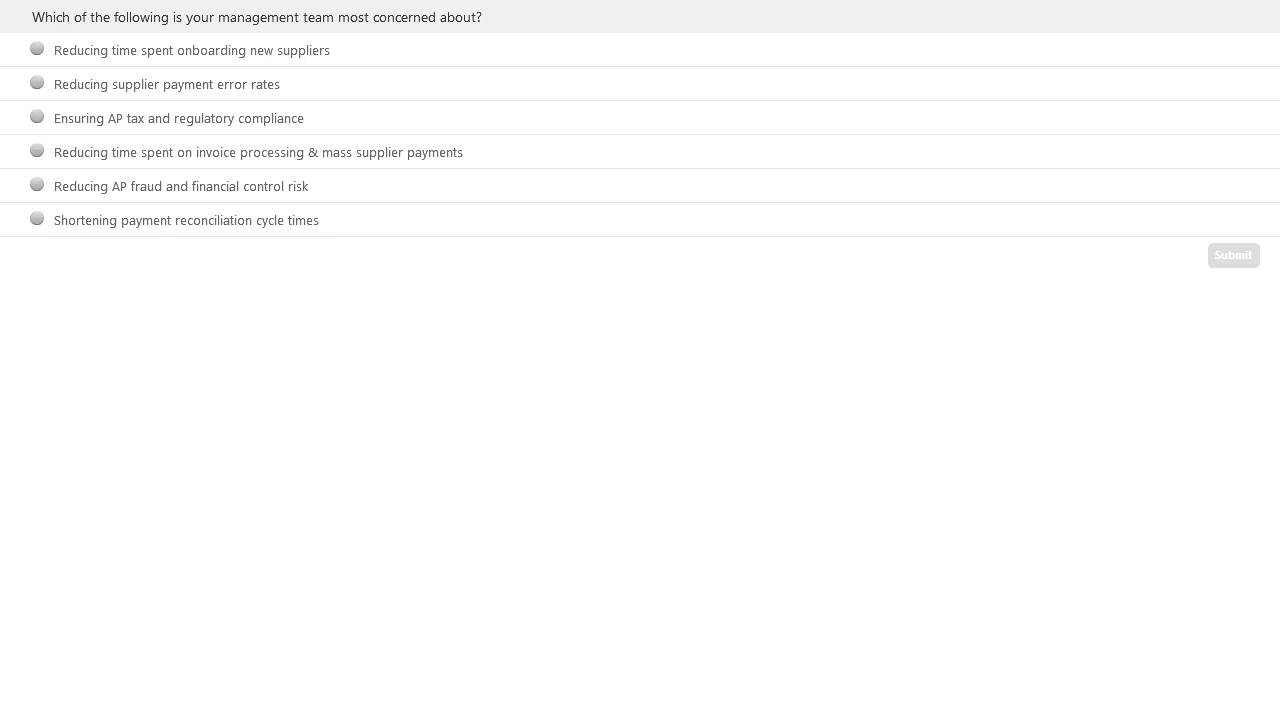 Which of the following is your management team most concerned about?
Reducing time spent onboarding new suppliers
Reducing supplier payment error rates
Ensuring AP tax and regulatory compliance
Reducing time spent on invoice processing & mass supplier payments
Reducing AP fraud and financial control risk
Shortening payment reconciliation cycle times
Submit